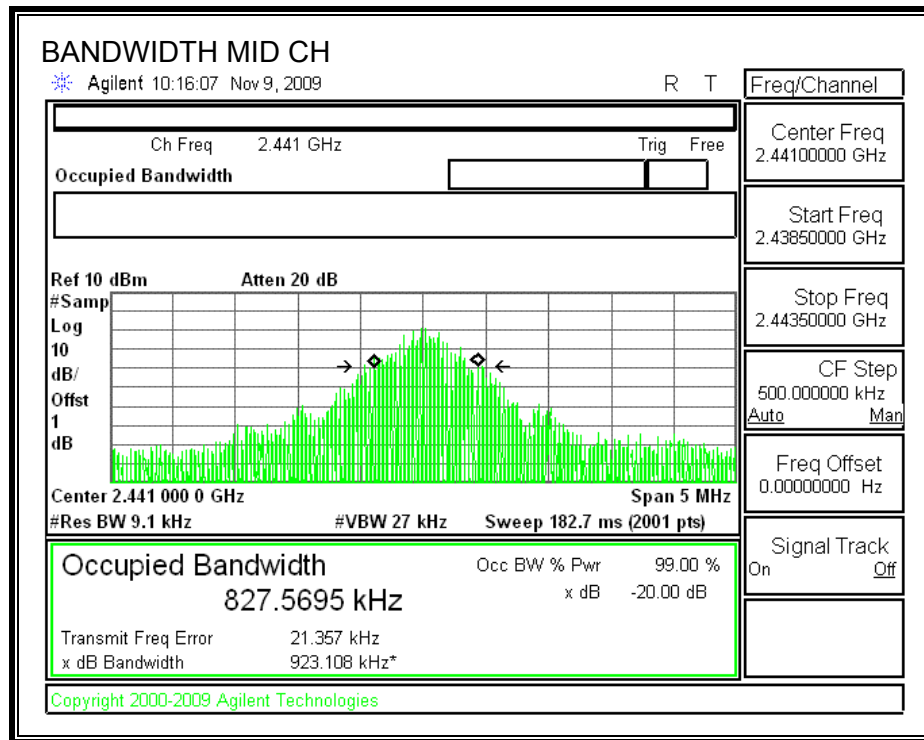 BANDWIDTH MID CH
Agilent 10:16:07 Nov 9, 2009 R T
Ch Freq 2.441 GHz Trig Free
Occupied Bandwidth
Ref 10 dBm Atten 20 dB
#Samp
Log
10
dB/
Offst
1
dB
Center 2.441 000 0 GHz Span 5 MHz
#Res BW 9.1 kHz #VBW 27 kHz Sweep 182.7 ms (2001 pts)
Occupied Bandwidth Occ BW % Pwr 99.00 %
827.5695 kHz x dB -20.00 dB
Transmit Freq Error 21.357 kHz
x dB Bandwidth 923.108 kHz*
Copyright 2000-2009 Agilent Technologies
Freq/Channel
Center Freq
2.44100000 GHz
Start Freq
2.43850000 GHz
Stop Freq
2.44350000 GHz
CF Step
500.000000 kHz
Auto Man
Freq Offset
0.00000000 Hz
Signal Track
On Off